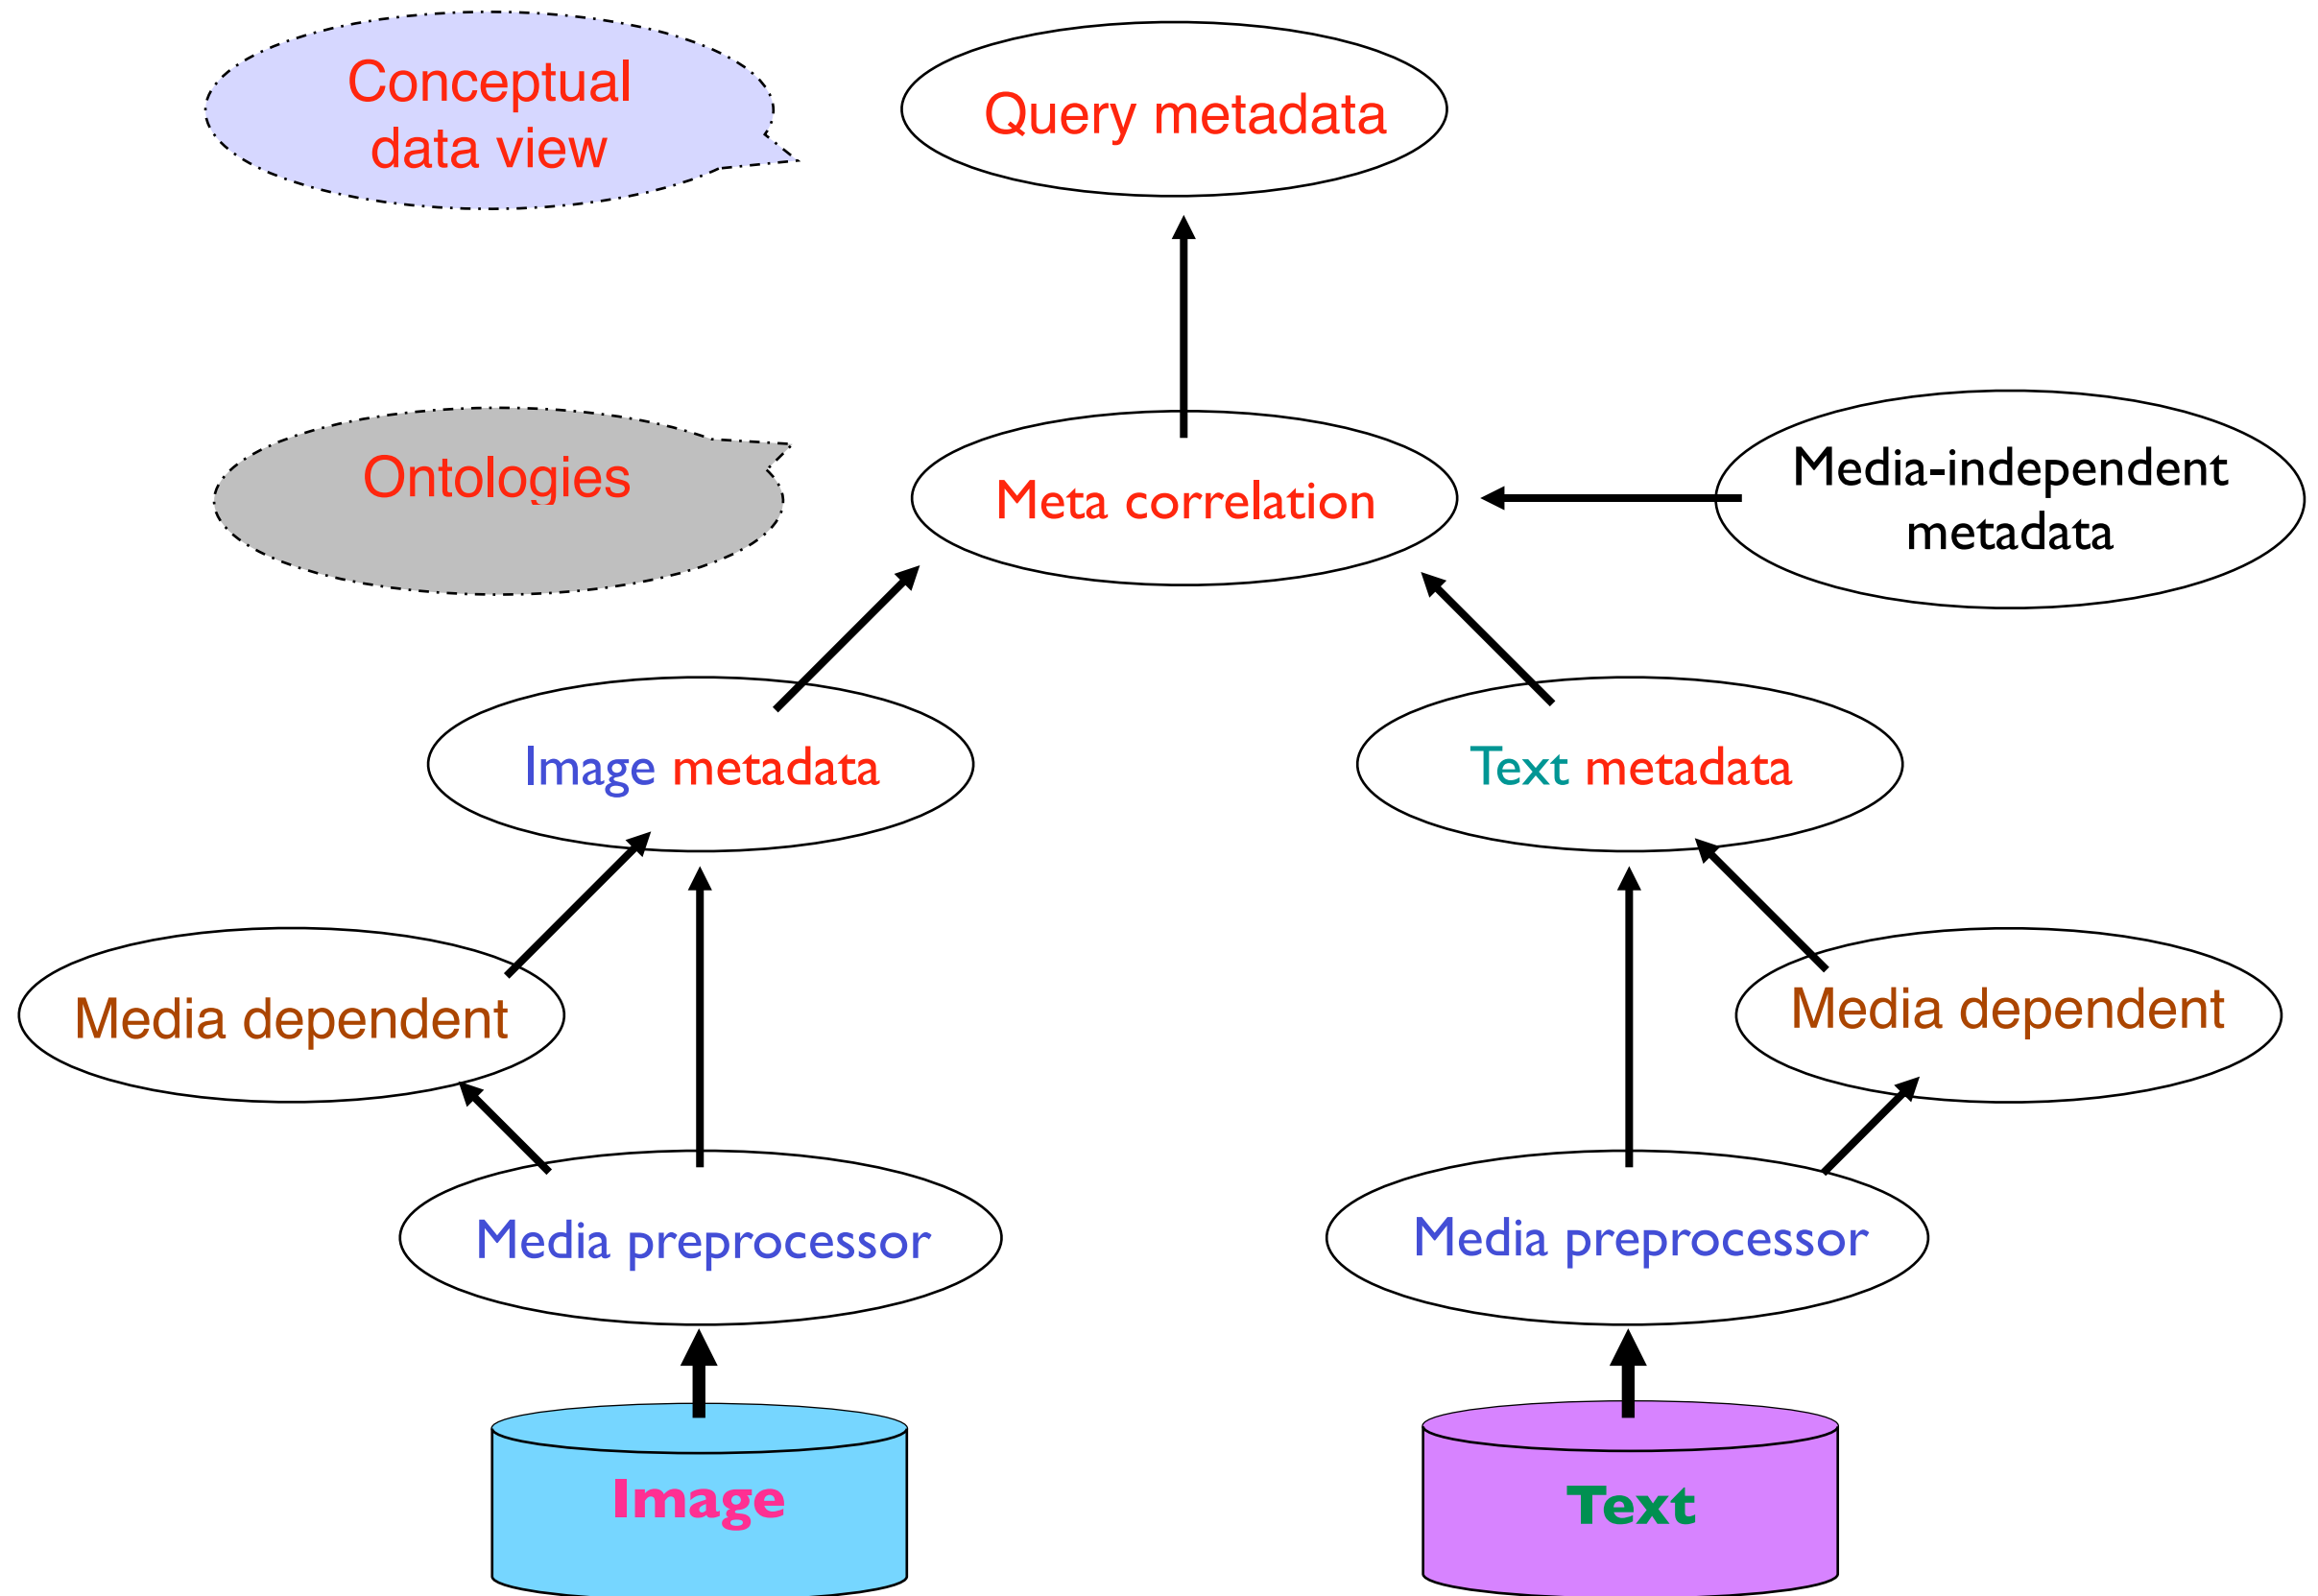 Conceptual
data view
Query metadata
Ontologies
Meta correlation
Media-independent
metadata
Image metadata
Text metadata
Media dependent
Media dependent
Media preprocessor
Media preprocessor
Image
Text